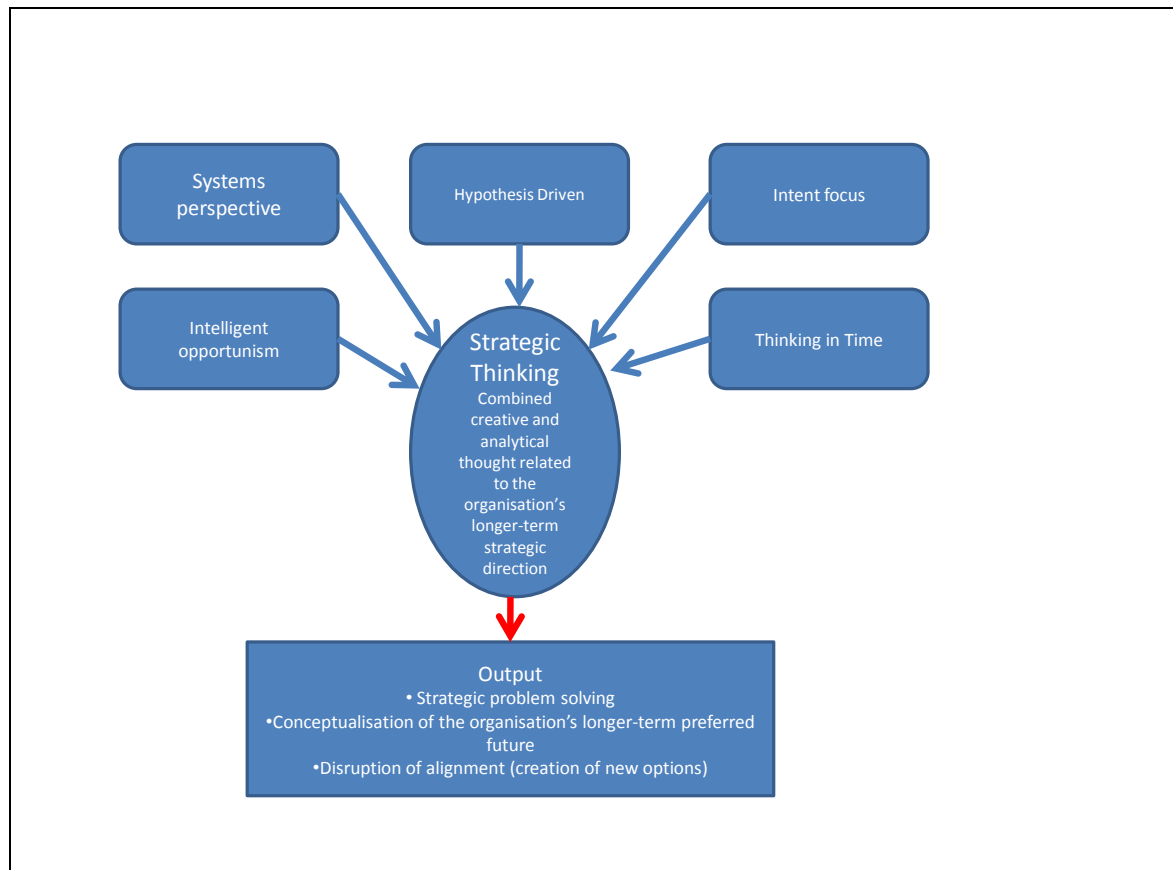 Systems
perspective
Hypothesis Driven
Intent focus
Intelligent
opportunism
Thinking in Time
Strategic
Thinking
Combined
creative and
analytical
thought related
to the
organisation’s
longer-term
strategic
direction
Output
• Strategic problem solving
•Conceptualisation of the organisation’s longer-term preferred
future
•Disruption of alignment (creation of new options)